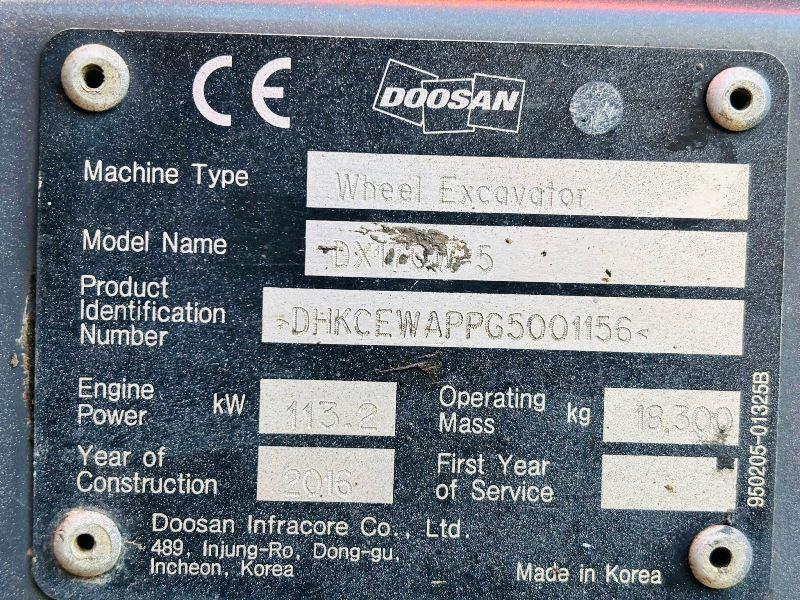 CE DOOSAN
Machine Type Wheel Excavator
Model Name
Product
Identification
Number >DHKCEWAPPG5001156<
Engine
Power kW 113.2
Operating
Mass kg 18,300
Year of
Construction 2016
First Year
of Service
Doosan Infracore Co., Ltd.
489, Injung-Ro, Dong-gu,
Incheon, Korea
Made in Korea
950205-01325B